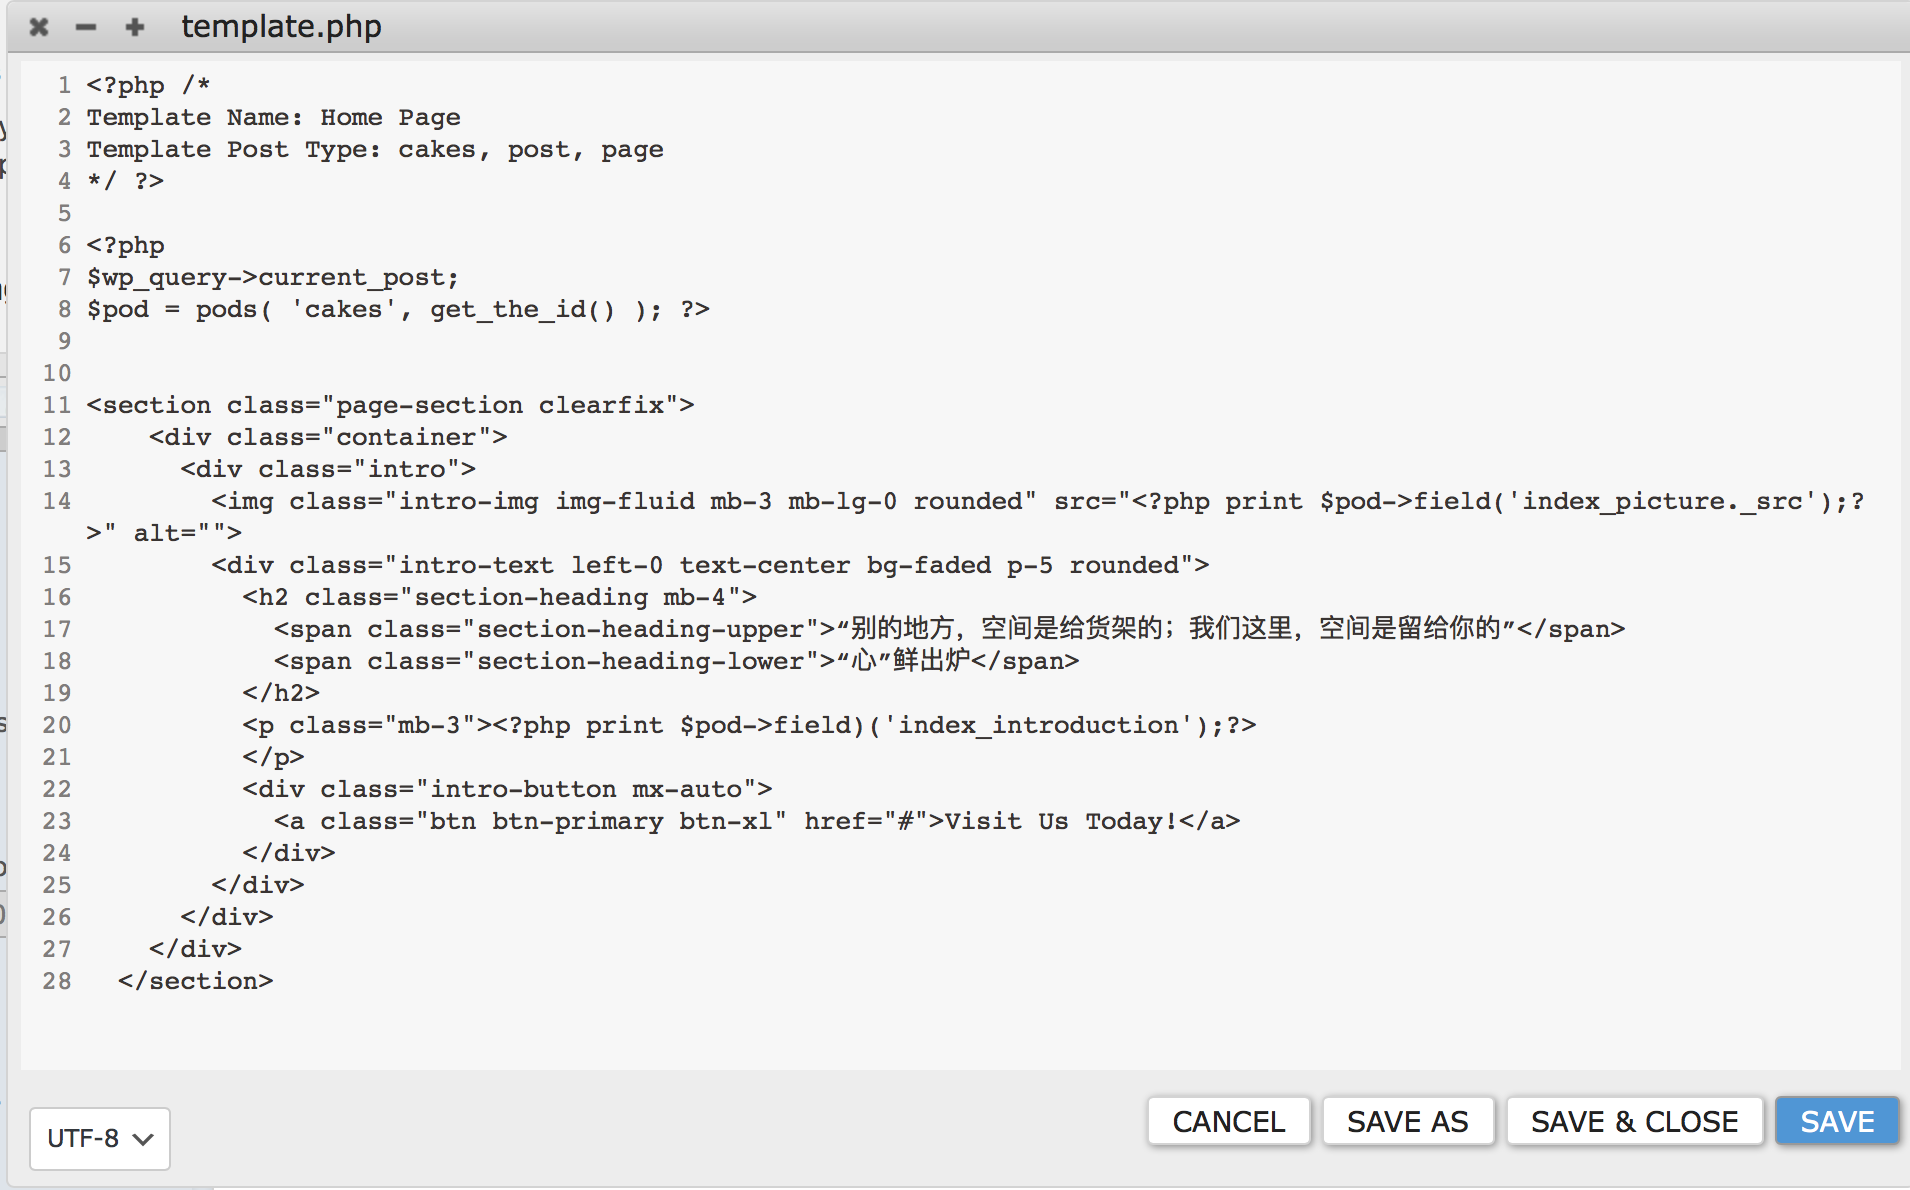 template.php
1 <?php /*
2 Template Name: Home Page
3 Template Post Type: cakes, post, page
4 */ ?>
5
6 <?php
7 $wp_query->current_post;
8 $pod = pods( 'cakes', get_the_id() ); ?>
9
10
11 <section class="page-section clearfix">
12     <div class="container">
13       <div class="intro">
14         <img class="intro-img img-fluid mb-3 mb-lg-0 rounded" src="<?php print $pod->field('index_picture._src');?
>" alt="">
15         <div class="intro-text left-0 text-center bg-faded p-5 rounded">
16           <h2 class="section-heading mb-4">
17             <span class="section-heading-upper">“别的地方，空间是给货架的；我们这里，空间是留给你的”</span>
18             <span class="section-heading-lower">“心”鲜出炉</span>
19           </h2>
20           <p class="mb-3"><?php print $pod->field)('index_introduction');?>
21           </p>
22           <div class="intro-button mx-auto">
23             <a class="btn btn-primary btn-xl" href="#">Visit Us Today!</a>
24           </div>
25         </div>
26       </div>
27     </div>
28   </section>
UTF-8
CANCEL SAVE AS SAVE & CLOSE SAVE